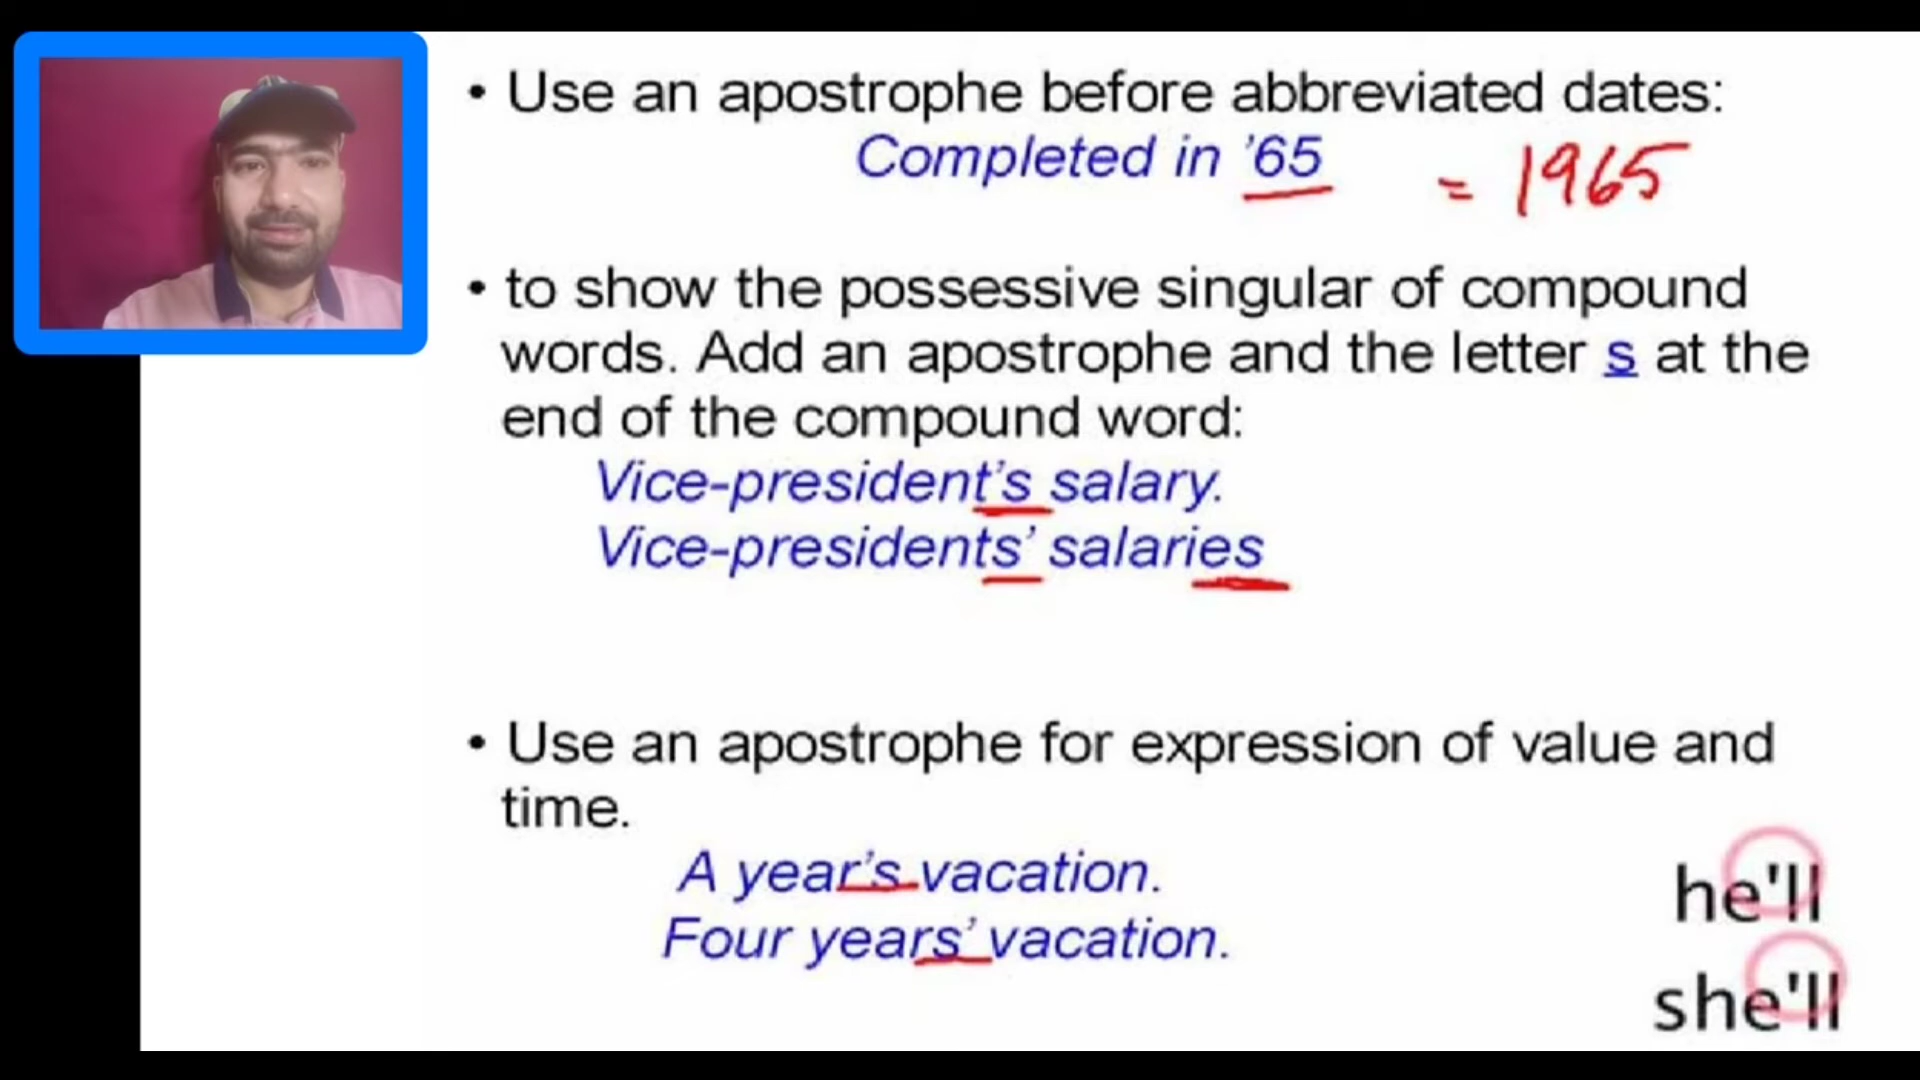 • Use an apostrophe before abbreviated dates:
Completed in ’65 = 1965
• to show the possessive singular of compound
words. Add an apostrophe and the letter s at the
end of the compound word:
Vice-president’s salary.
Vice-presidents’ salaries
• Use an apostrophe for expression of value and
time.
A year’s vacation.
Four years’ vacation.
he'll
she'll